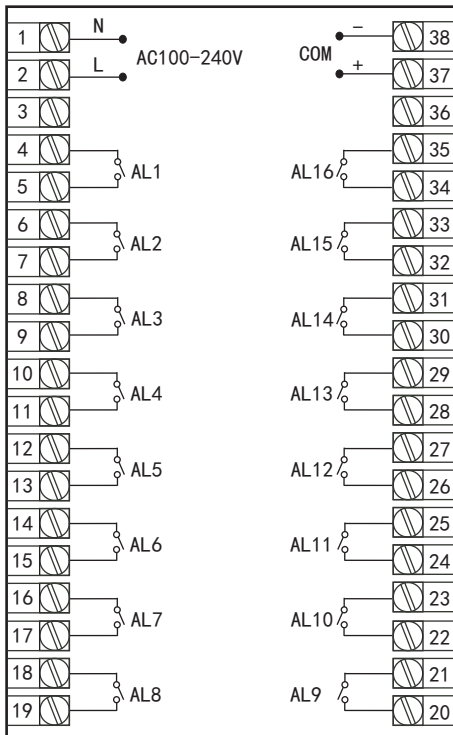 1 N - 38
AC100-240V COM
2 L + 37
3 36
4 35
AL1 AL16
5 34
6 33
AL2 AL15
7 32
8 31
AL3 AL14
9 30
10 29
AL4 AL13
11 28
12 27
AL5 AL12
13 26
14 25
AL6 AL11
15 24
16 23
AL7 AL10
17 22
18 21
AL8 AL9
19 20